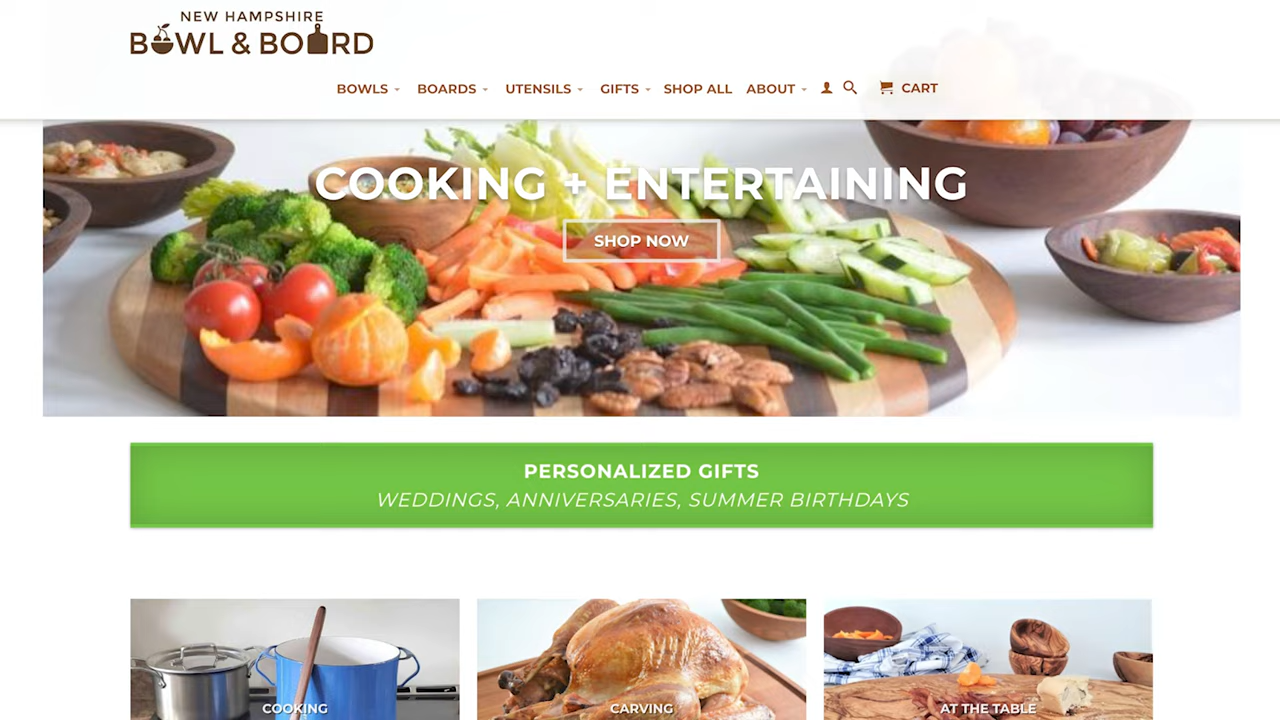 NEW HAMPSHIRE
BOWL & BOARD
BOWLS BOARDS UTENSILS GIFTS SHOP ALL ABOUT CART
COOKING + ENTERTAINING
SHOP NOW
PERSONALIZED GIFTS
WEDDINGS, ANNIVERSARIES, SUMMER BIRTHDAYS
COOKING CARVING AT THE TABLE